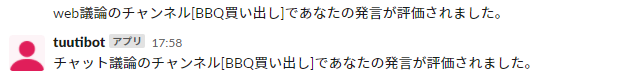 web議論のチャンネル[BBQ買い出し]であなたの発言が評価されました。
tuutibot アプリ 17:58
チャット議論のチャンネル[BBQ買い出し]であなたの発言が評価されました。